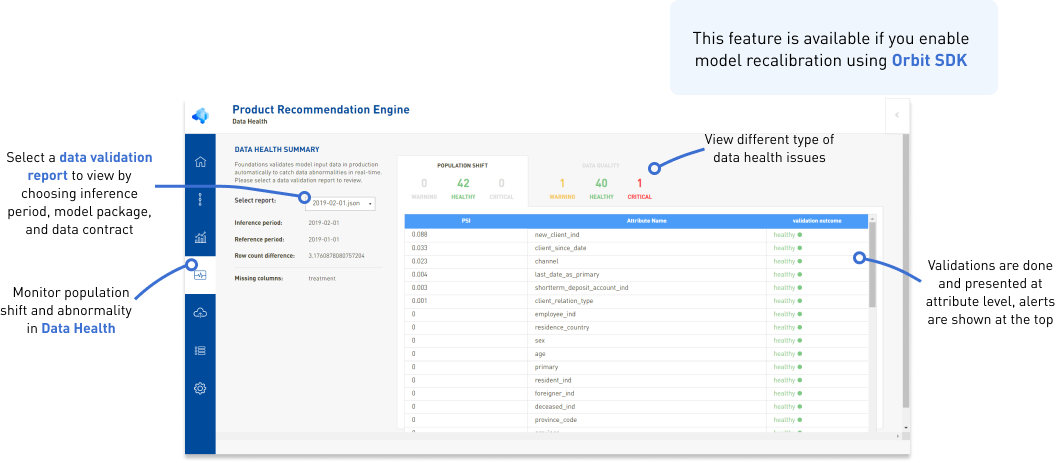 This feature is available if you enable
model recalibration using Orbit SDK
Product Recommendation Engine
Data Health
Select a data validation
report to view by
choosing inference
period, model package,
and data contract
Monitor population
shift and abnormality
in Data Health
DATA HEALTH SUMMARY
Foundations validates model input data in production
automatically to catch data abnormalities in real-time.
Please select a data validation report to review.
Select report: 2019-02-01.json
Inference period: 2019-02-01
Reference period: 2019-01-01
Row count difference: 3.1760878080757204
Missing columns: treatment
View different type of
data health issues
POPULATION SHIFT
0 42 0
WARNING HEALTHY CRITICAL
DATA QUALITY
1 40 1
WARNING HEALTHY CRITICAL
PSI Attribute Name validation outcome
0.088 new_client_ind healthy
0.033 client_since_date healthy
0.023 channel healthy
0.004 last_date_as_primary healthy
0.003 shortterm_deposit_account_ind healthy
0.001 client_relation_type healthy
0 employee_ind healthy
0 residence_country healthy
0 sex healthy
0 age healthy
0 primary healthy
0 resident_ind healthy
0 foreigner_ind healthy
0 deceased_ind healthy
0 province_code healthy
Validations are done
and presented at
attribute level, alerts
are shown at the top